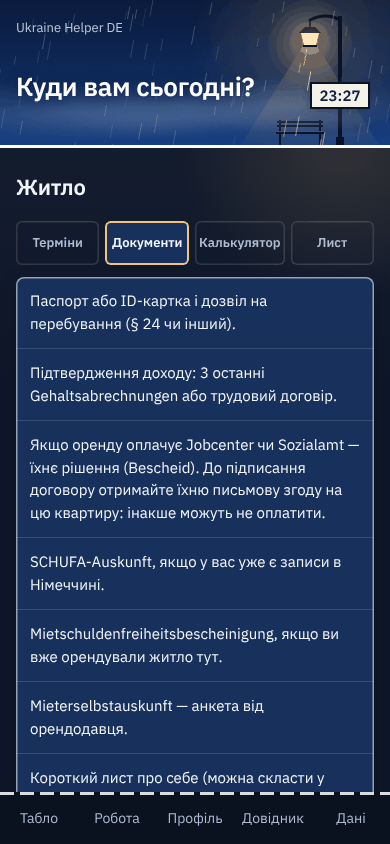 Ukraine Helper DE
Куди вам сьогодні?
23:27
Житло
Терміни
Документи
Калькулятор
Лист
Паспорт або ID-картка і дозвіл на
перебування (§ 24 чи інший).
Підтвердження доходу: 3 останні
Gehaltsabrechnungen або трудовий договір.
Якщо оренду оплачує Jobcenter чи Sozialamt —
їхнє рішення (Bescheid). До підписання
договору отримайте їхню письмову згоду на
цю квартиру: інакше можуть не оплатити.
SCHUFA-Auskunft, якщо у вас уже є записи в
Німеччині.
Mietschuldenfreiheitsbescheinigung, якщо ви
вже орендували житло тут.
Mieterselbstauskunft — анкета від
орендодавця.
Короткий лист про себе (можна скласти у
Табло
Робота
Профіль
Довідник
Дані